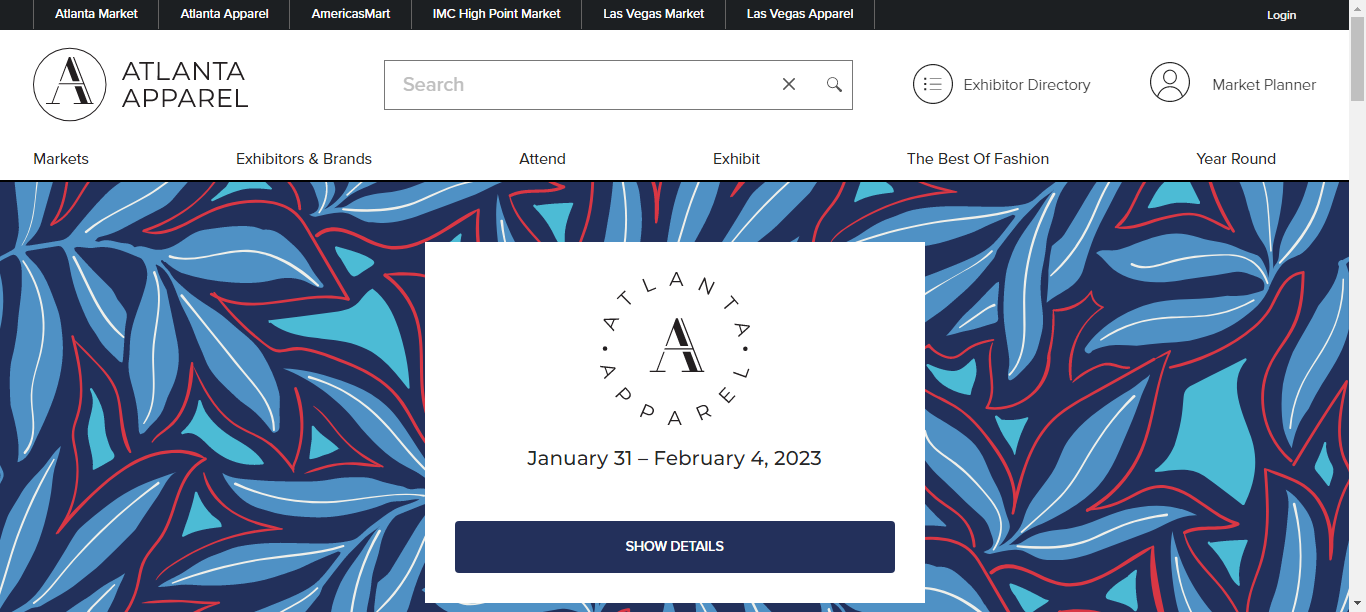 Atlanta Market
Atlanta Apparel
AmericasMart
IMC High Point Market
Las Vegas Market
Las Vegas Apparel
Login
A
ATLANTA
APPAREL
Search
Exhibitor Directory
Market Planner
Markets
Exhibitors & Brands
Attend
Exhibit
The Best Of Fashion
Year Round
ATLANTA • APPAREL •
A
January 31 – February 4, 2023
SHOW DETAILS